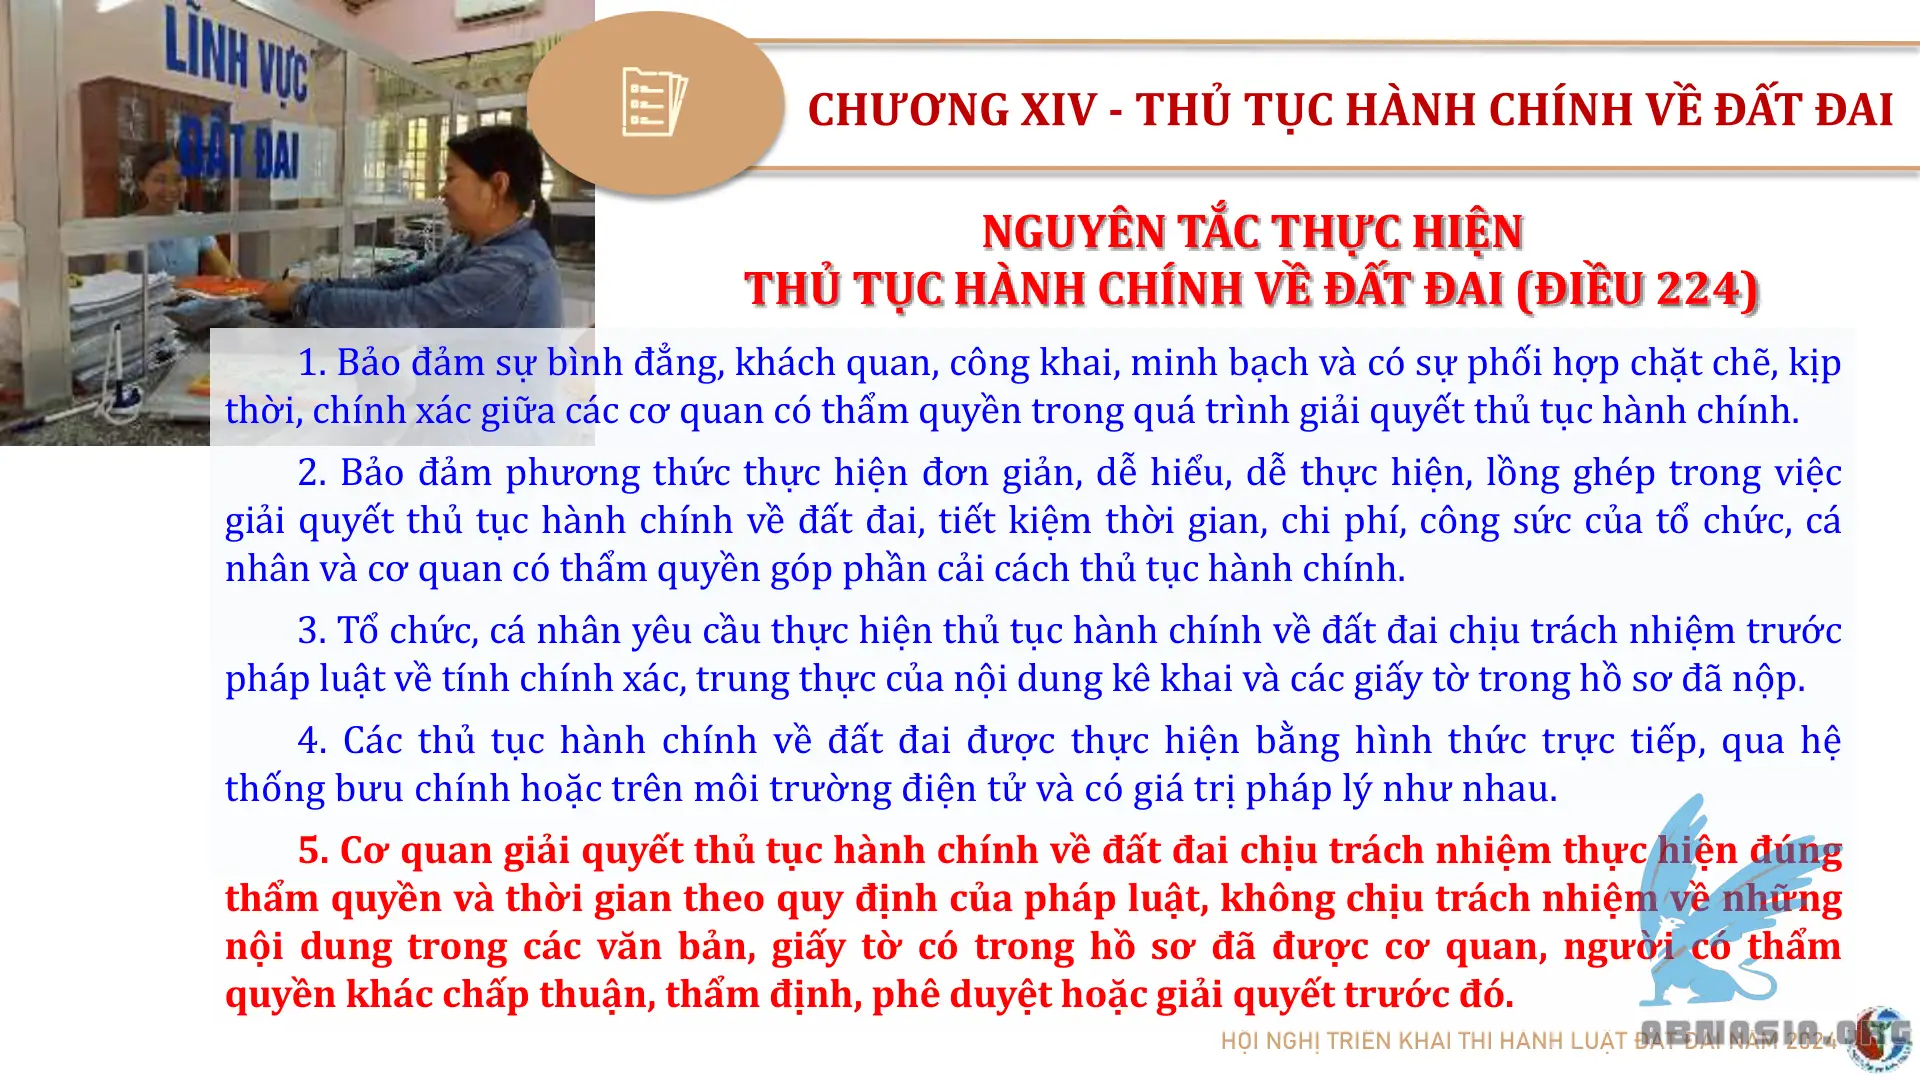 LĨNH VỰC
ĐẤT ĐAI
CHƯƠNG XIV - THỦ TỤC HÀNH CHÍNH VỀ ĐẤT ĐAI
NGUYÊN TẮC THỰC HIỆN
THỦ TỤC HÀNH CHÍNH VỀ ĐẤT ĐAI (ĐIỀU 224)
1. Bảo đảm sự bình đẳng, khách quan, công khai, minh bạch và có sự phối hợp chặt chẽ, kịp
thời, chính xác giữa các cơ quan có thẩm quyền trong quá trình giải quyết thủ tục hành chính.
2. Bảo đảm phương thức thực hiện đơn giản, dễ hiểu, dễ thực hiện, lồng ghép trong việc
giải quyết thủ tục hành chính về đất đai, tiết kiệm thời gian, chi phí, công sức của tổ chức, cá
nhân và cơ quan có thẩm quyền góp phần cải cách thủ tục hành chính.
3. Tổ chức, cá nhân yêu cầu thực hiện thủ tục hành chính về đất đai chịu trách nhiệm trước
pháp luật về tính chính xác, trung thực của nội dung kê khai và các giấy tờ trong hồ sơ đã nộp.
4. Các thủ tục hành chính về đất đai được thực hiện bằng hình thức trực tiếp, qua hệ
thống bưu chính hoặc trên môi trường điện tử và có giá trị pháp lý như nhau.
5. Cơ quan giải quyết thủ tục hành chính về đất đai chịu trách nhiệm thực hiện đúng
thẩm quyền và thời gian theo quy định của pháp luật, không chịu trách nhiệm về những
nội dung trong các văn bản, giấy tờ có trong hồ sơ đã được cơ quan, người có thẩm
quyền khác chấp thuận, thẩm định, phê duyệt hoặc giải quyết trước đó.
HỘI NGHỊ TRIỂN KHAI THI HÀNH LUẬT ĐẤT ĐAI NĂM 2024
ABMASIA.ORG